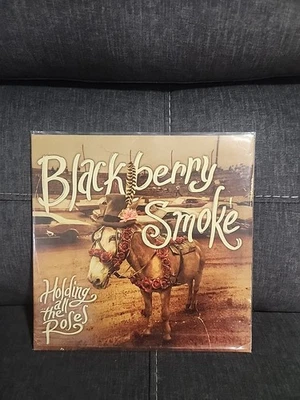 Blackberry
Smoke
Holding
all
the
Roses